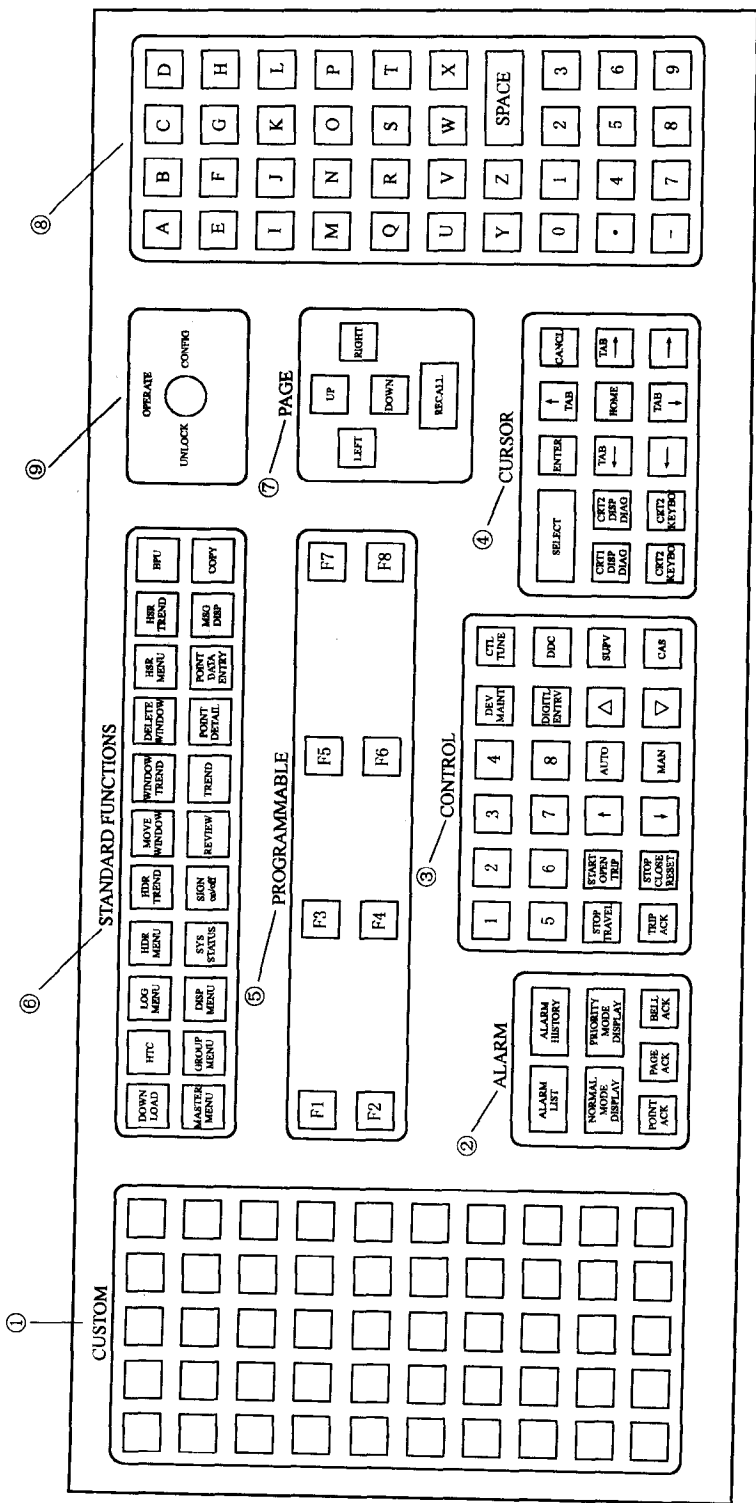 ①
CUSTOM
⑥
STANDARD FUNCTIONS
DOWN LOAD
HTC
LOG MENU
HDR MENU
HDR TREND
MOVE WINDOW
WINDOW TREND
DELETE WINDOW
HSR MENU
HSR TREND
BPU
MASTER MENU
GROUP MENU
DISP MENU
SYS STATUS
SIGN on/off
REVIEW
TREND
POINT DETAIL
POINT DATA ENTRY
MSG DISP
COPY
⑤
PROGRAMMABLE
F1
F3
F5
F7
F2
F4
F6
F8
②
ALARM
ALARM LIST
ALARM HISTORY
NORMAL MODE DISPLAY
PRIORITY MODE DISPLAY
POINT ACK
PAGE ACK
BELL ACK
③
CONTROL
1 2 3 4
DEV MAINT
CTL TUNE
5 6 7 8
DIGITL ENTRV
DDC
STOP TRAVEL
START OPEN TRIP
↑
AUTO
△
SUPV
TRIP ACK
STOP CLOSE RESET
↓
MAN
▽
CAS
⑨
OPERATE
UNLOCK
CONFIG
⑦
PAGE
LEFT
UP
RIGHT
DOWN
RECALL
④
CURSOR
SELECT
ENTER
↑ TAB
CANCL
CRT1 DISP DIAG
CRT2 DISP DIAG
TAB ←
HOME
TAB →
CRT2 KEYBO
CRT2 KEYBO
←
TAB ↓
→
⑧
A B C D
E F G H
I J K L
M N O P
Q R S T
U V W X
Y Z SPACE
0 1 2 3
• 4 5 6
- 7 8 9